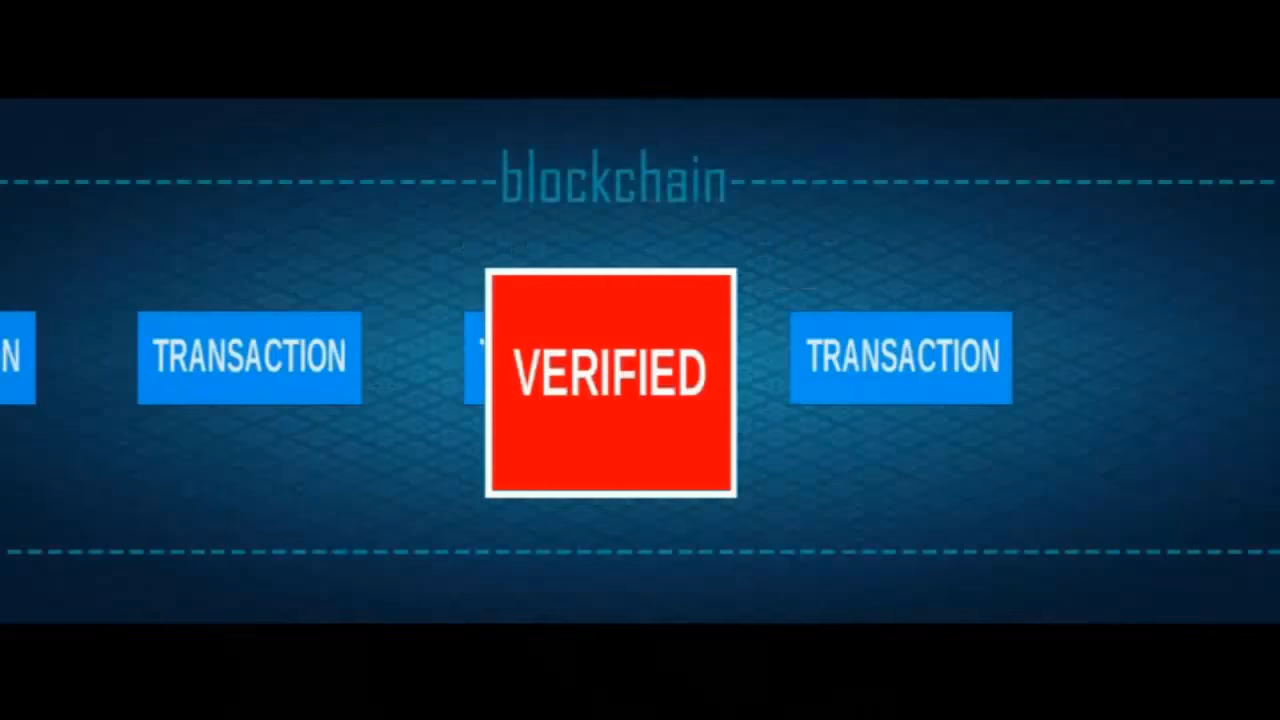 blockchain
N
TRANSACTION
VERIFIED
TRANSACTION